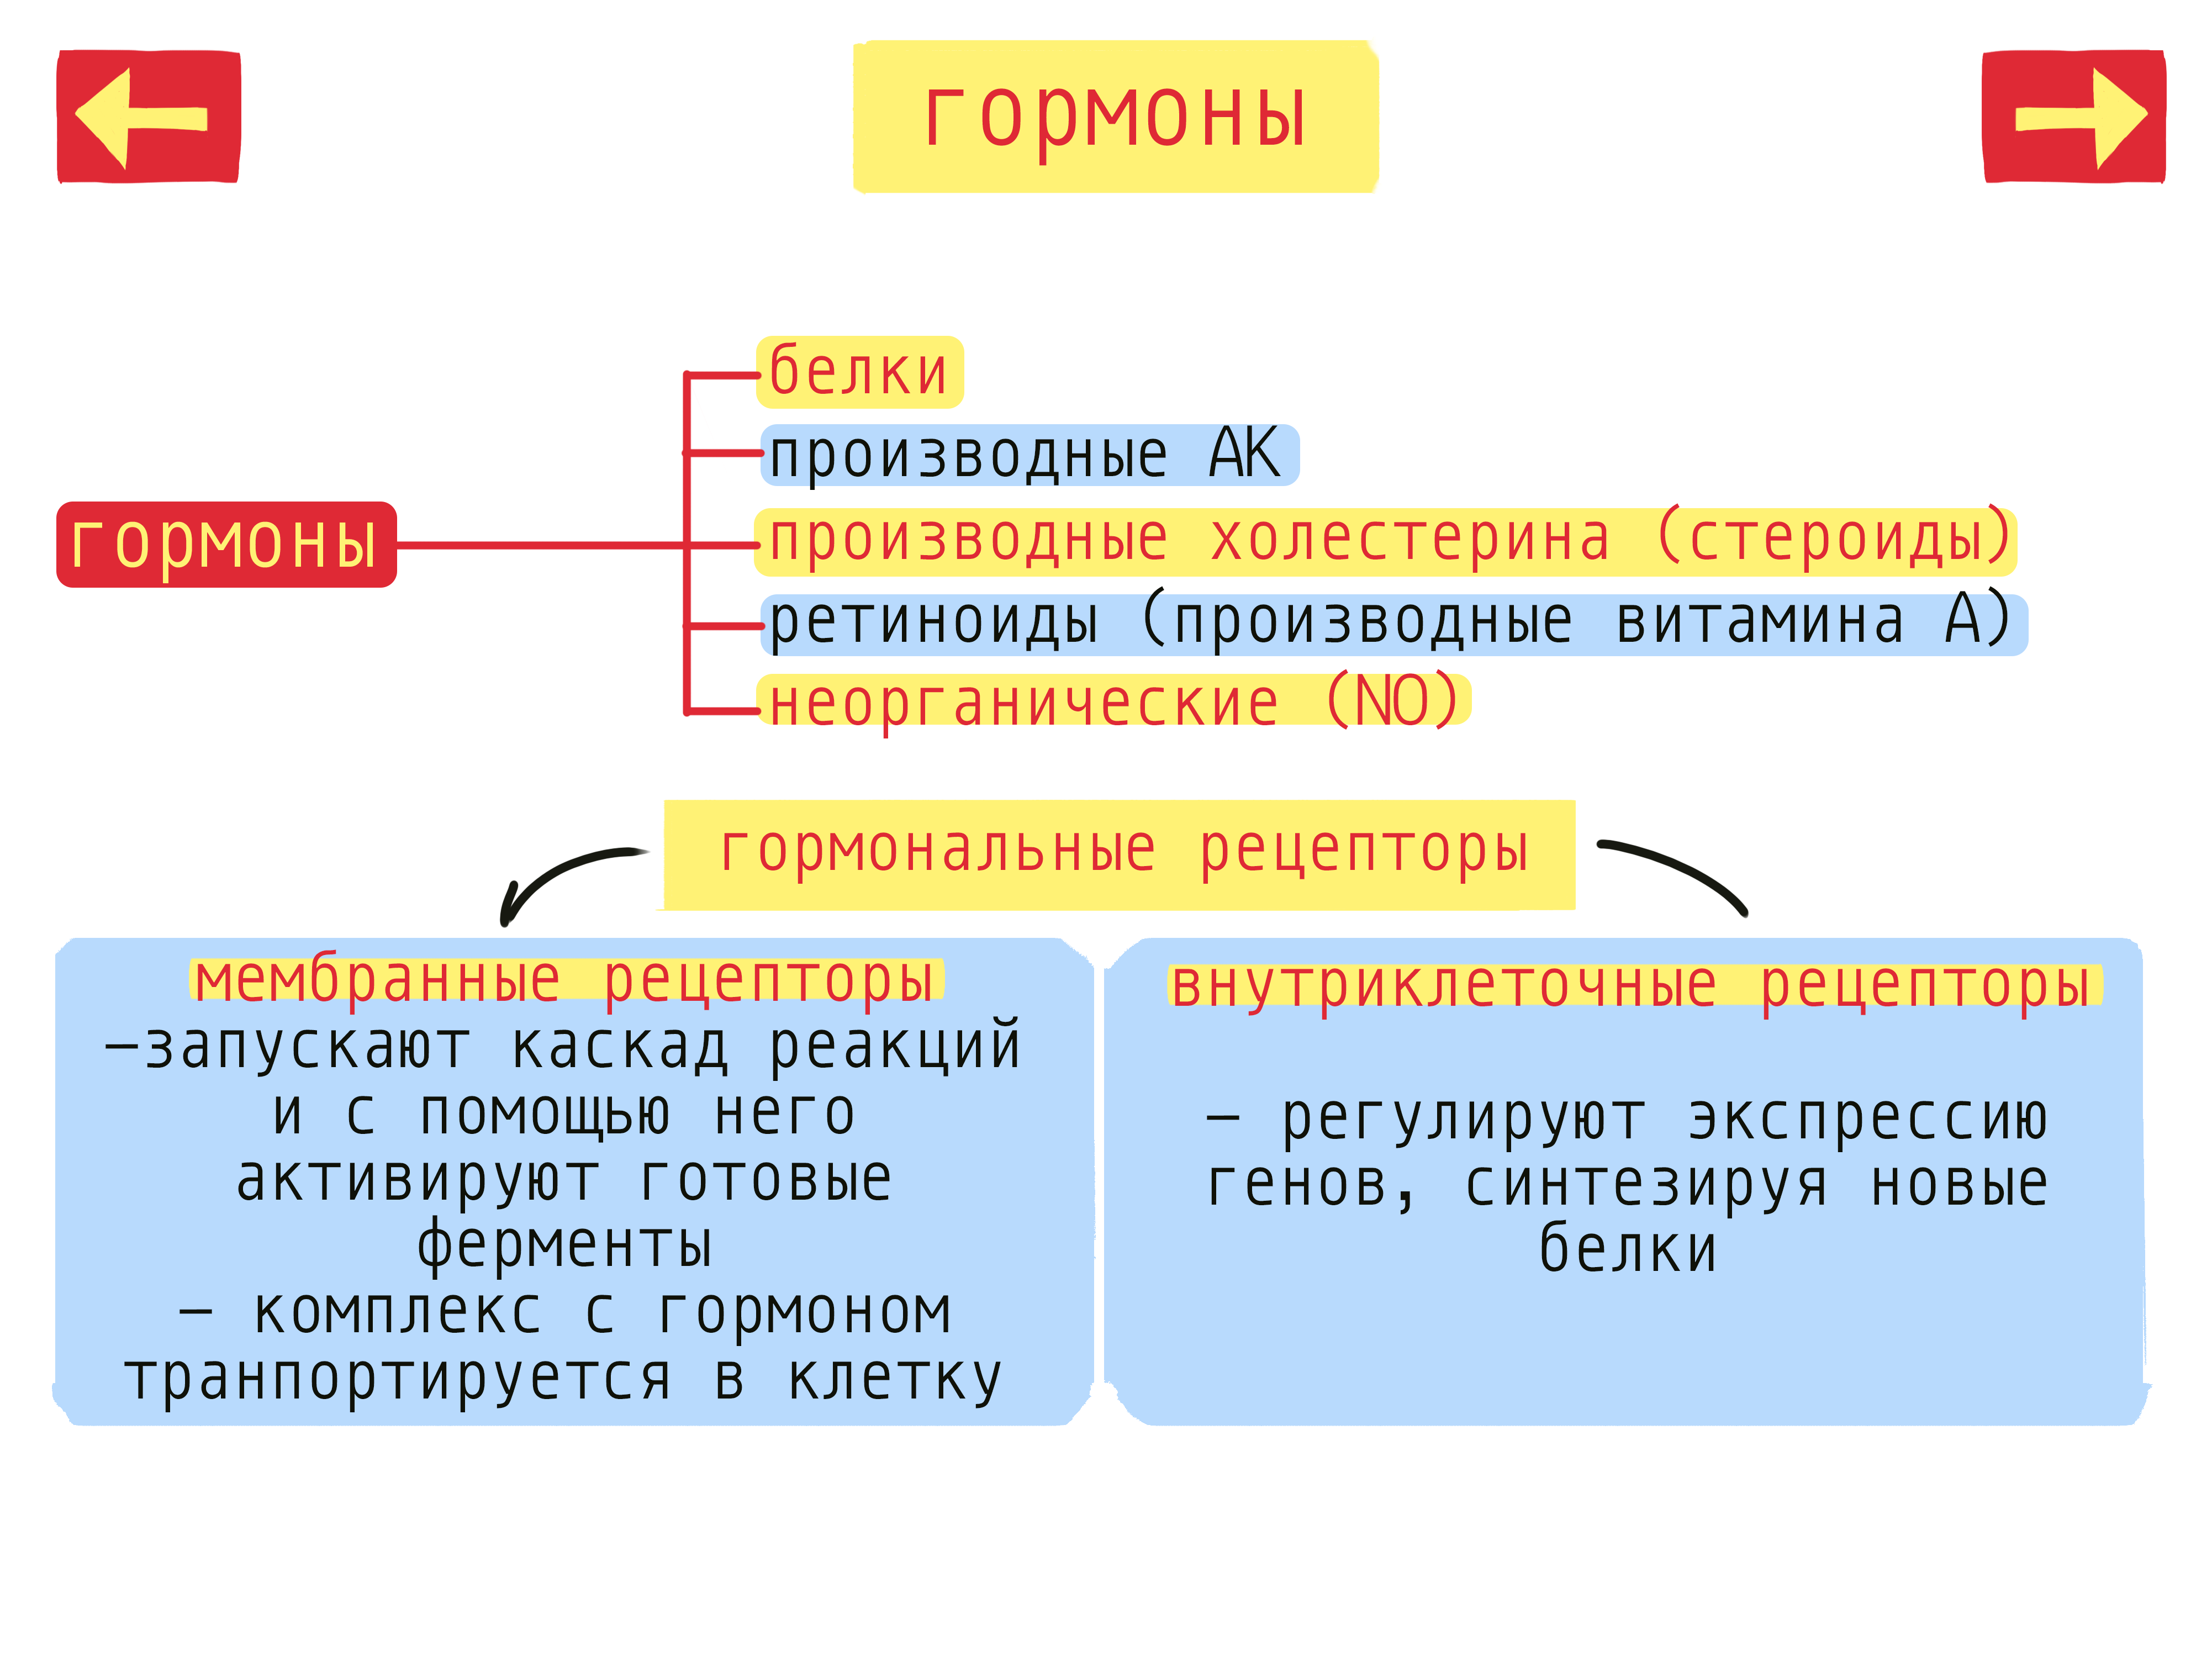 гормоны
белки
производные АК
гормоны
производные холестерина (стероиды)
ретиноиды (производные витамина А)
неорганические (NO)
гормональные рецепторы
мембранные рецепторы
–запускают каскад реакций
и с помощью него
активируют готовые
ферменты
– комплекс с гормоном
транпортируется в клетку
внутриклеточные рецепторы
– регулируют экспрессию
генов, синтезируя новые
белки